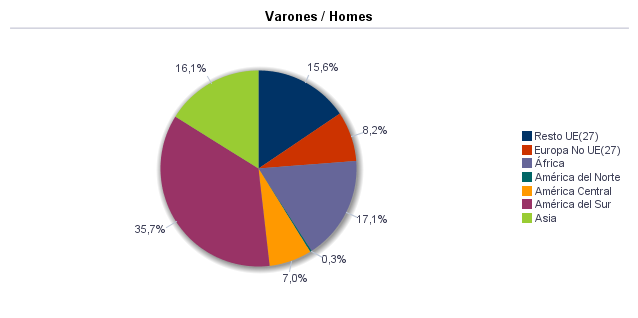 Varones / Homes
16,1%
15,6%
8,2%
17,1%
0,3%
7,0%
35,7%
Resto UE(27)
Europa No UE(27)
África
América del Norte
América Central
América del Sur
Asia